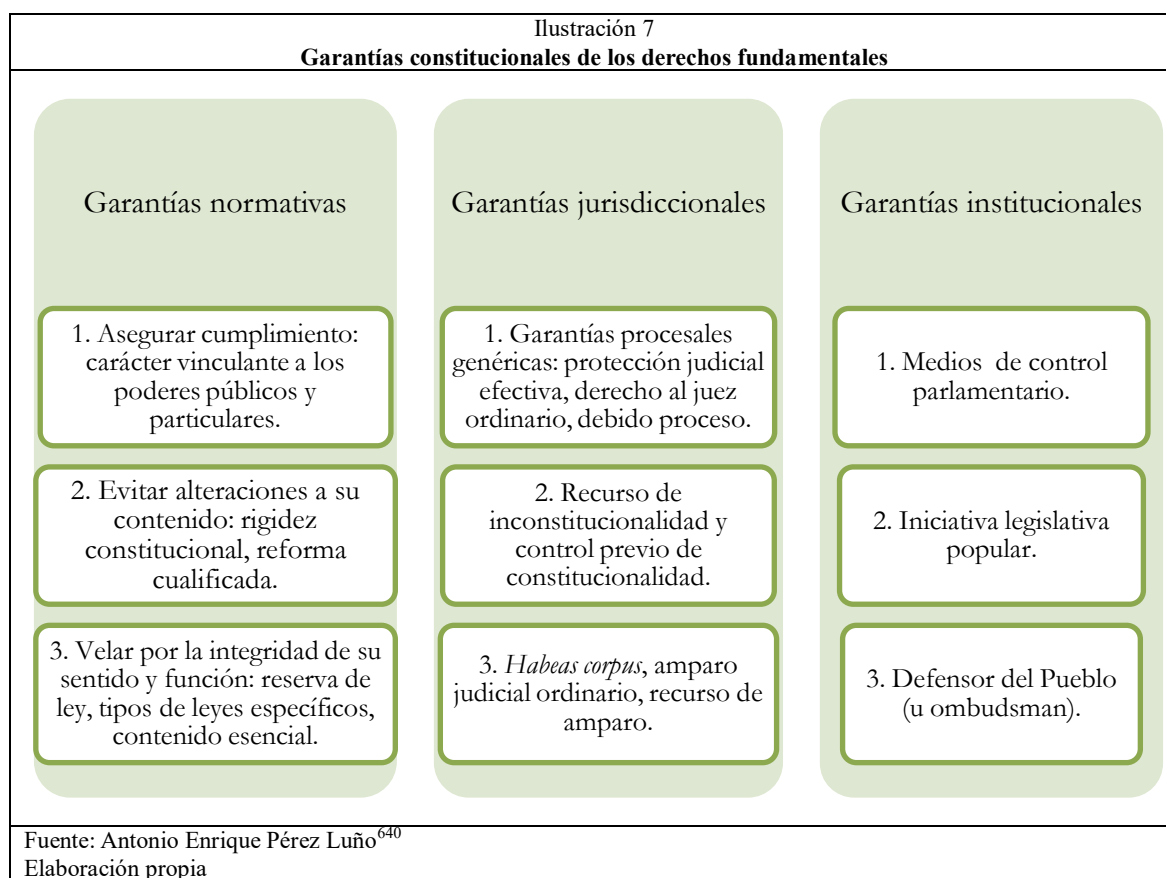 Ilustración 7
Garantías constitucionales de los derechos fundamentales
Garantías normativas
1. Asegurar cumplimiento:
carácter vinculante a los
poderes públicos y
particulares.
2. Evitar alteraciones a su
contenido: rigidez
constitucional, reforma
cualificada.
3. Velar por la integridad de su
sentido y función: reserva de
ley, tipos de leyes específicos,
contenido esencial.
Garantías jurisdiccionales
1. Garantías procesales
genéricas: protección judicial
efectiva, derecho al juez
ordinario, debido proceso.
2. Recurso de
inconstitucionalidad y
control previo de
constitucionalidad.
3. Habeas corpus, amparo
judicial ordinario, recurso de
amparo.
Garantías institucionales
1. Medios de control
parlamentario.
2. Iniciativa legislativa
popular.
3. Defensor del Pueblo
(u ombudsman).
Fuente: Antonio Enrique Pérez Luño640
Elaboración propia